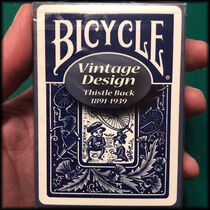 BICYCLE
Vintage
Design
Thistle Back
1891-1939